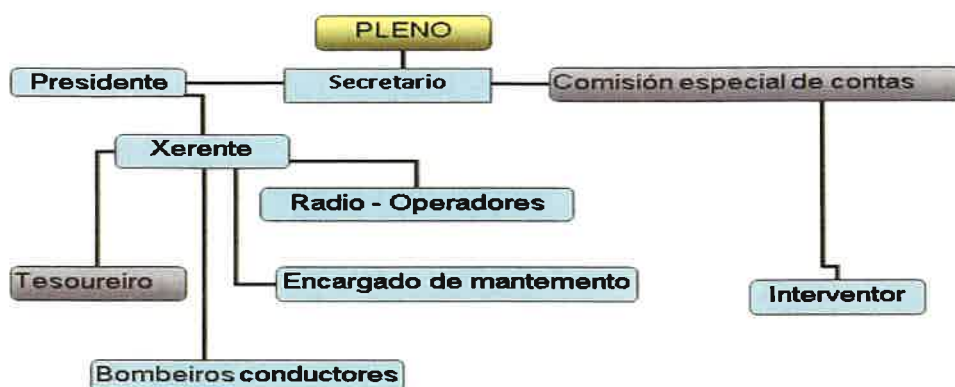 PLENO
Presidente
Secretario
Comisión especial de contas
Xerente
Radio - Operadores
Tesoureiro
Encargado de mantemento
Interventor
Bombeiros conductores